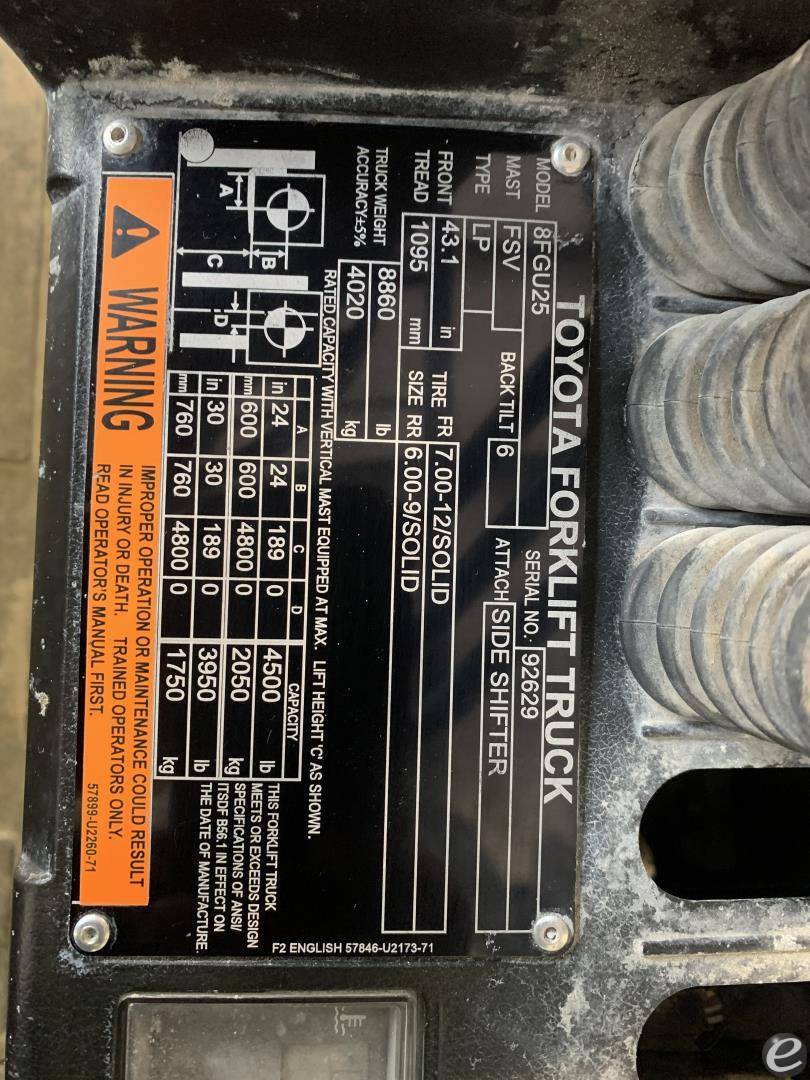 TOYOTA FORKLIFT TRUCK
MODEL 8FGU25 SERIAL NO. 92629
MAST FSV BACK TILT 6 ATTACH SIDE SHIFTER
TYPE LP
FRONT TREAD 43.1 in TIRE SIZE FR 7.00-12/SOLID
1095 mm RR 6.00-9/SOLID
TRUCK WEIGHT 8860 lb
ACCURACY±5% 4020 kg
RATED CAPACITY WITH VERTICAL MAST EQUIPPED AT MAX. LIFT HEIGHT 'C' AS SHOWN.
A B C D CAPACITY
in 24 24 189 0 4500 lb
mm 600 600 4800 0 2050 kg
in 30 30 189 0 3950 lb
mm 760 760 4800 0 1750 kg
A B C D
THIS FORKLIFT TRUCK
MEETS OR EXCEEDS DESIGN
SPECIFICATIONS OF ANSI/
ITSDF B56.1 IN EFFECT ON
THE DATE OF MANUFACTURE.
F2 ENGLISH 57846-U2173-71
WARNING
IMPROPER OPERATION OR MAINTENANCE COULD RESULT
IN INJURY OR DEATH. TRAINED OPERATORS ONLY.
READ OPERATOR'S MANUAL FIRST.
57899-U2260-71
e